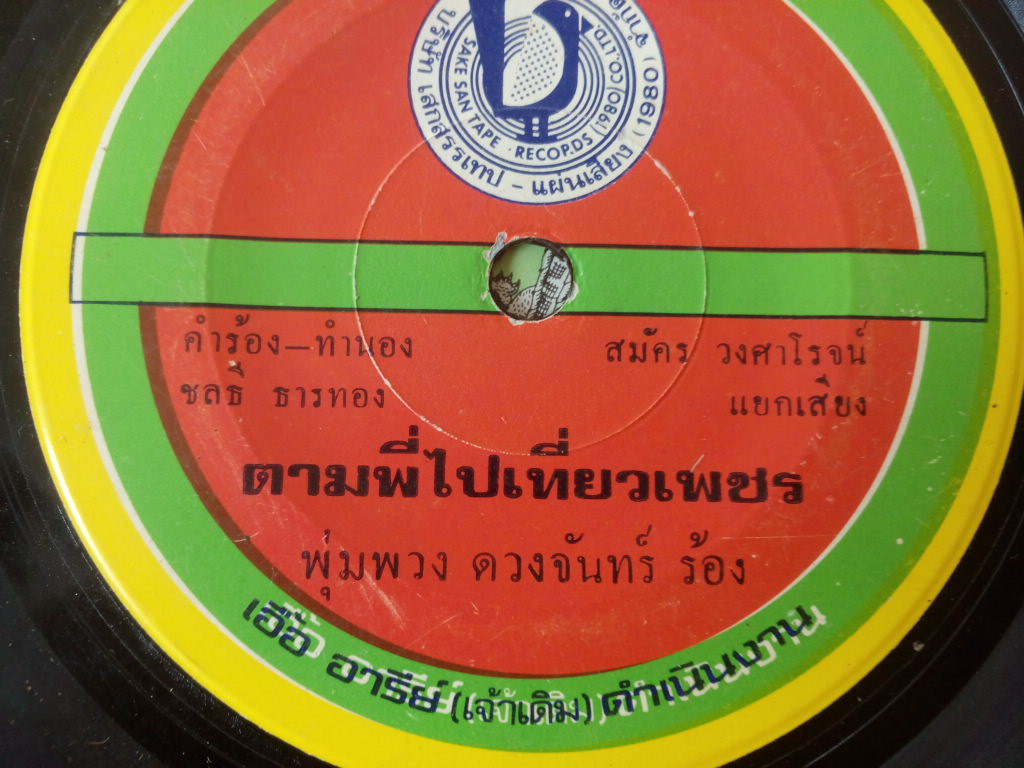 บริษัท เสกสรรเทป - แผ่นเสียง (1980) จำกัด
SAKE SAN TAPE · RECORDS (1980) CO., LTD.
คำร้อง—ทำนอง
ชลธี ธารทอง
สมัคร วงศาโรจน์
แยกเสียง
ตามพี่ไปเที่ยวเพชร
พุ่มพวง ดวงจันทร์ ร้อง
เอื้อ อารีย์ (เจ้าเดิม) ดำเนินงาน